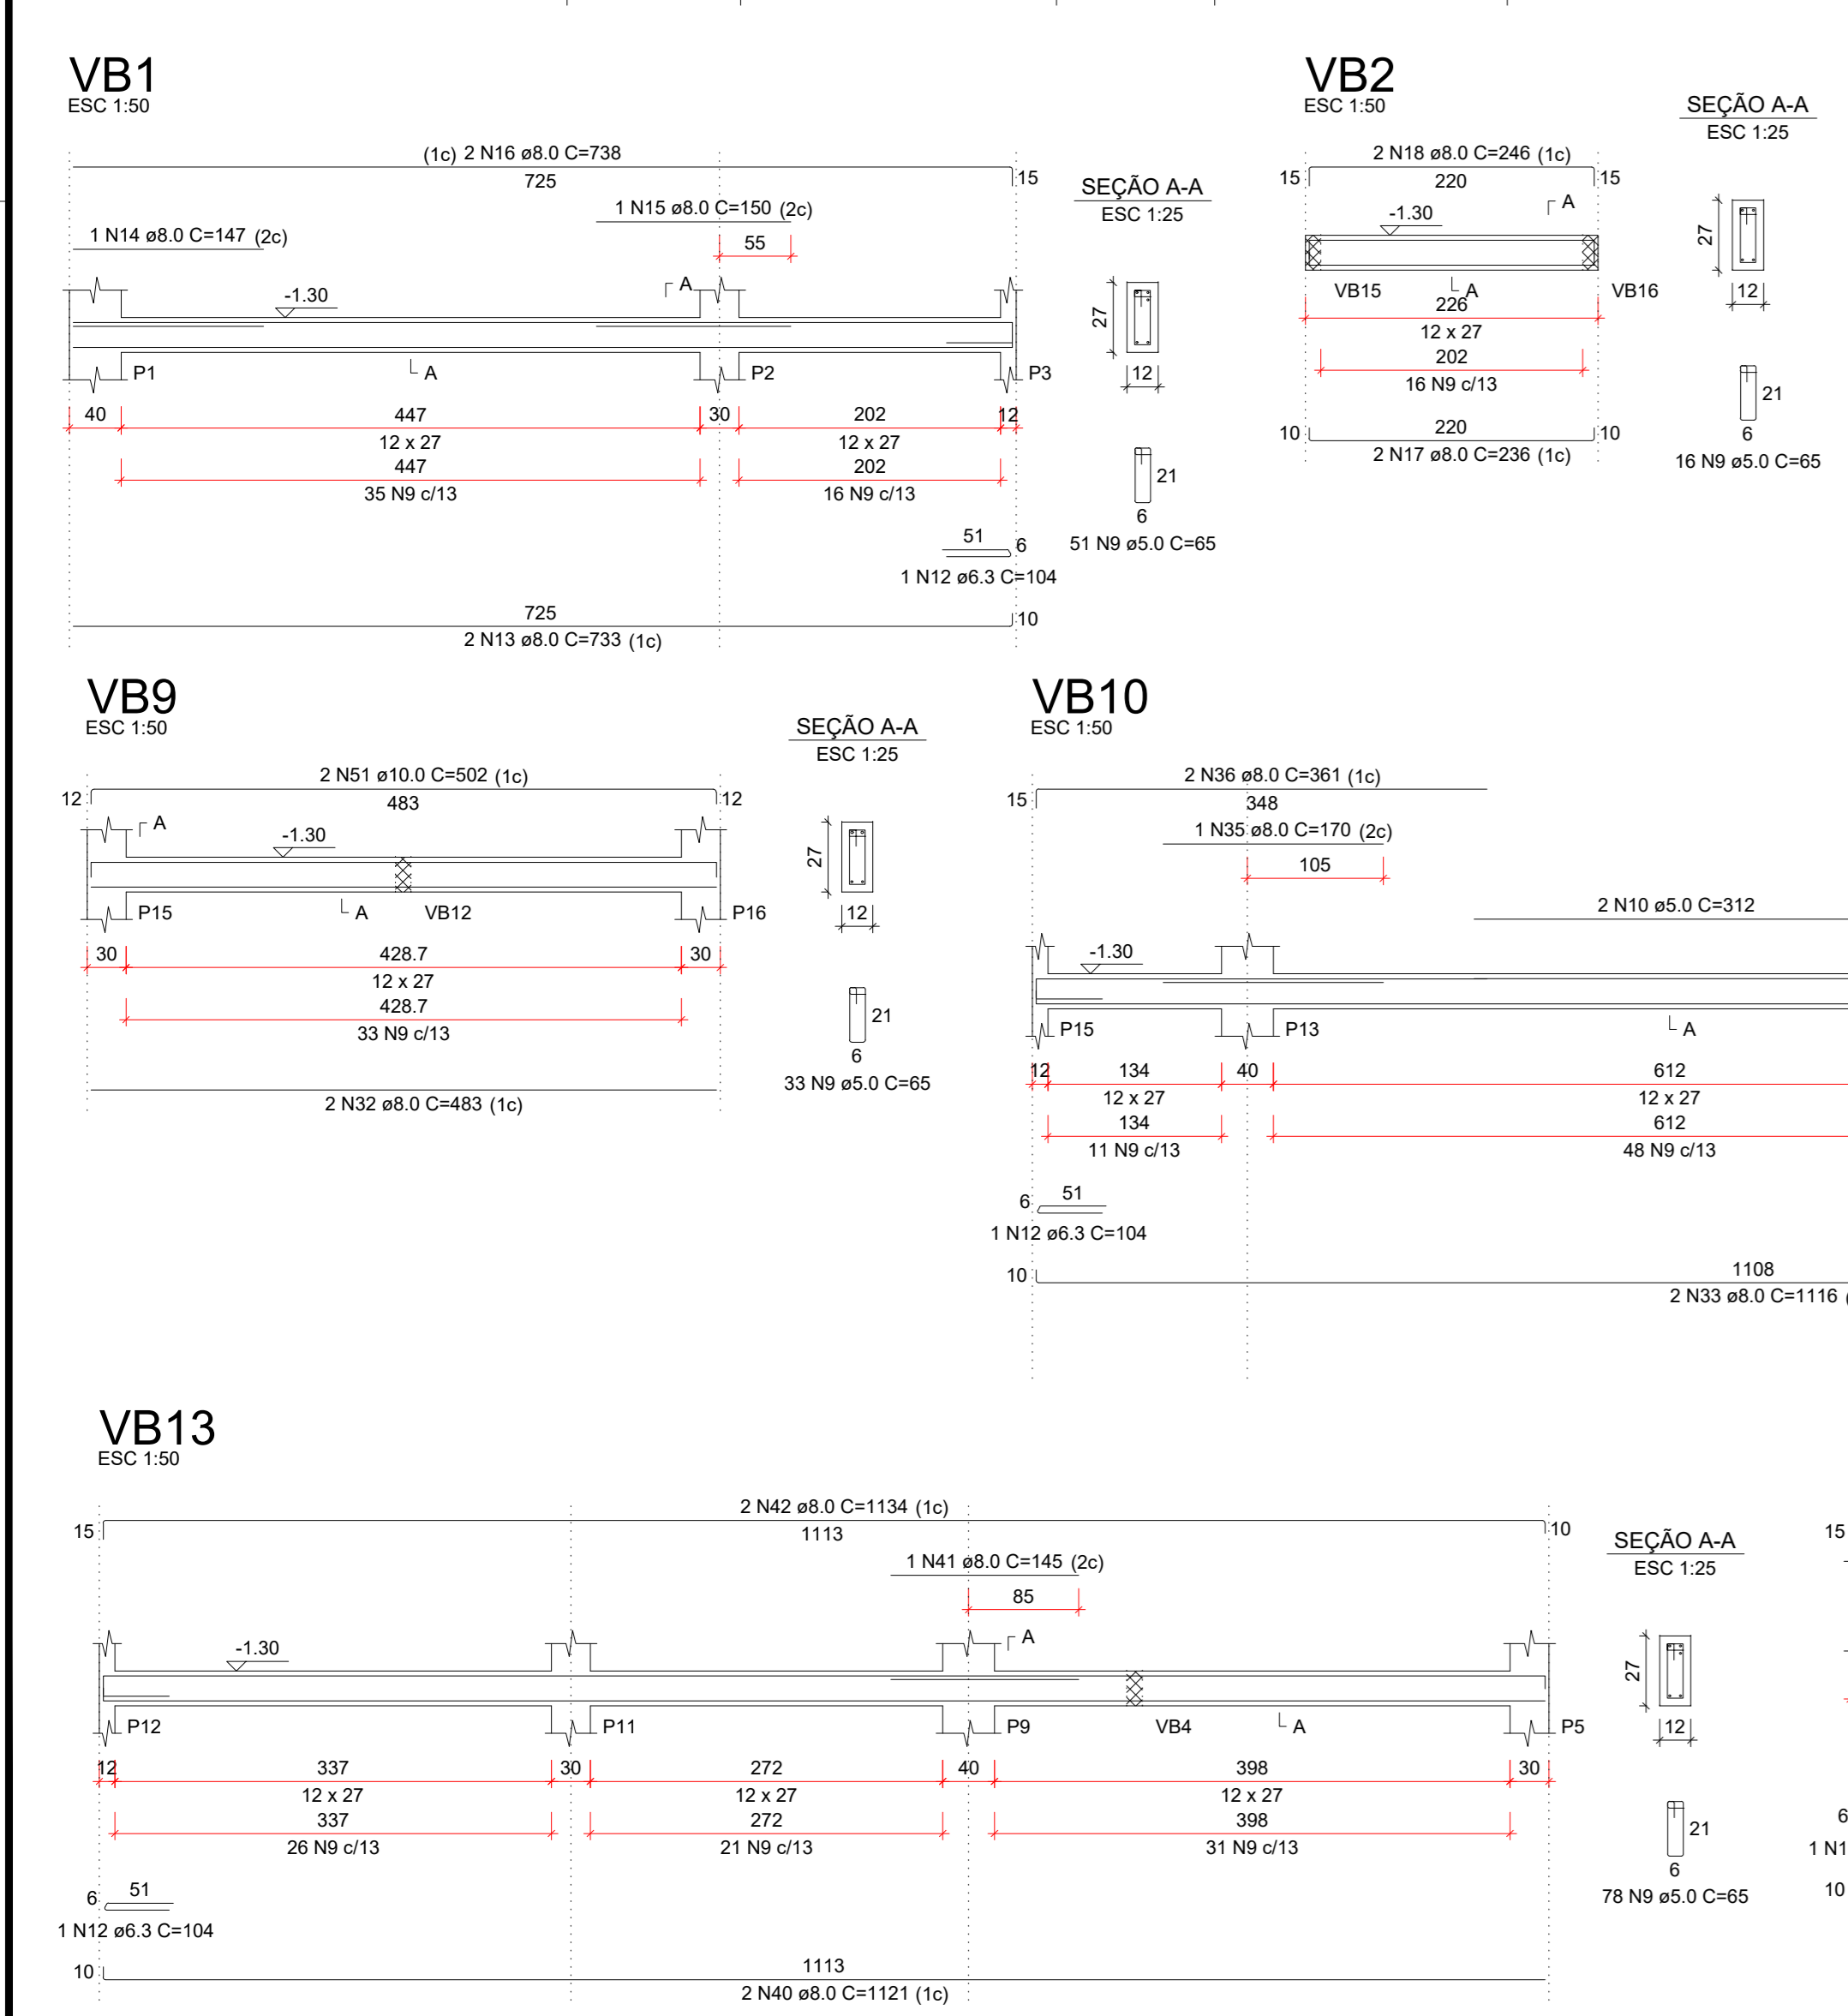 VB1
ESC 1:50
(1c) 2 N16 ø8.0 C=738
725
15
1 N15 ø8.0 C=150 (2c)
55
1 N14 ø8.0 C=147 (2c)
A
-1.30
P1
A
P2
P3
40
447
30
202
12
12 x 27
12 x 27
447
202
35 N9 c/13
16 N9 c/13
51
6
1 N12 ø6.3 C=104
725
10
2 N13 ø8.0 C=733 (1c)
SEÇÃO A-A
ESC 1:25
27
12
21
6
51 N9 ø5.0 C=65
VB2
ESC 1:50
2 N18 ø8.0 C=246 (1c)
15
220
15
A
-1.30
VB15
A
VB16
226
12 x 27
202
16 N9 c/13
10
220
10
2 N17 ø8.0 C=236 (1c)
SEÇÃO A-A
ESC 1:25
27
12
21
6
16 N9 ø5.0 C=65
VB9
ESC 1:50
2 N51 ø10.0 C=502 (1c)
12
483
12
A
-1.30
P15
A
VB12
P16
30
428.7
30
12 x 27
428.7
33 N9 c/13
2 N32 ø8.0 C=483 (1c)
SEÇÃO A-A
ESC 1:25
27
12
21
6
33 N9 ø5.0 C=65
VB10
ESC 1:50
2 N36 ø8.0 C=361 (1c)
15
348
1 N35 ø8.0 C=170 (2c)
105
2 N10 ø5.0 C=312
-1.30
P15
P13
A
12
134
40
612
12 x 27
12 x 27
134
612
11 N9 c/13
48 N9 c/13
6
51
1 N12 ø6.3 C=104
10
1108
2 N33 ø8.0 C=1116 (
VB13
ESC 1:50
2 N42 ø8.0 C=1134 (1c)
15
1113
10
1 N41 ø8.0 C=145 (2c)
85
A
-1.30
P12
P11
P9
VB4
A
P5
12
337
30
272
40
398
30
12 x 27
12 x 27
12 x 27
337
272
398
26 N9 c/13
21 N9 c/13
31 N9 c/13
6
51
1 N12 ø6.3 C=104
10
1113
2 N40 ø8.0 C=1121 (1c)
SEÇÃO A-A
ESC 1:25
27
12
21
6
78 N9 ø5.0 C=65
15
6
1 N1
10